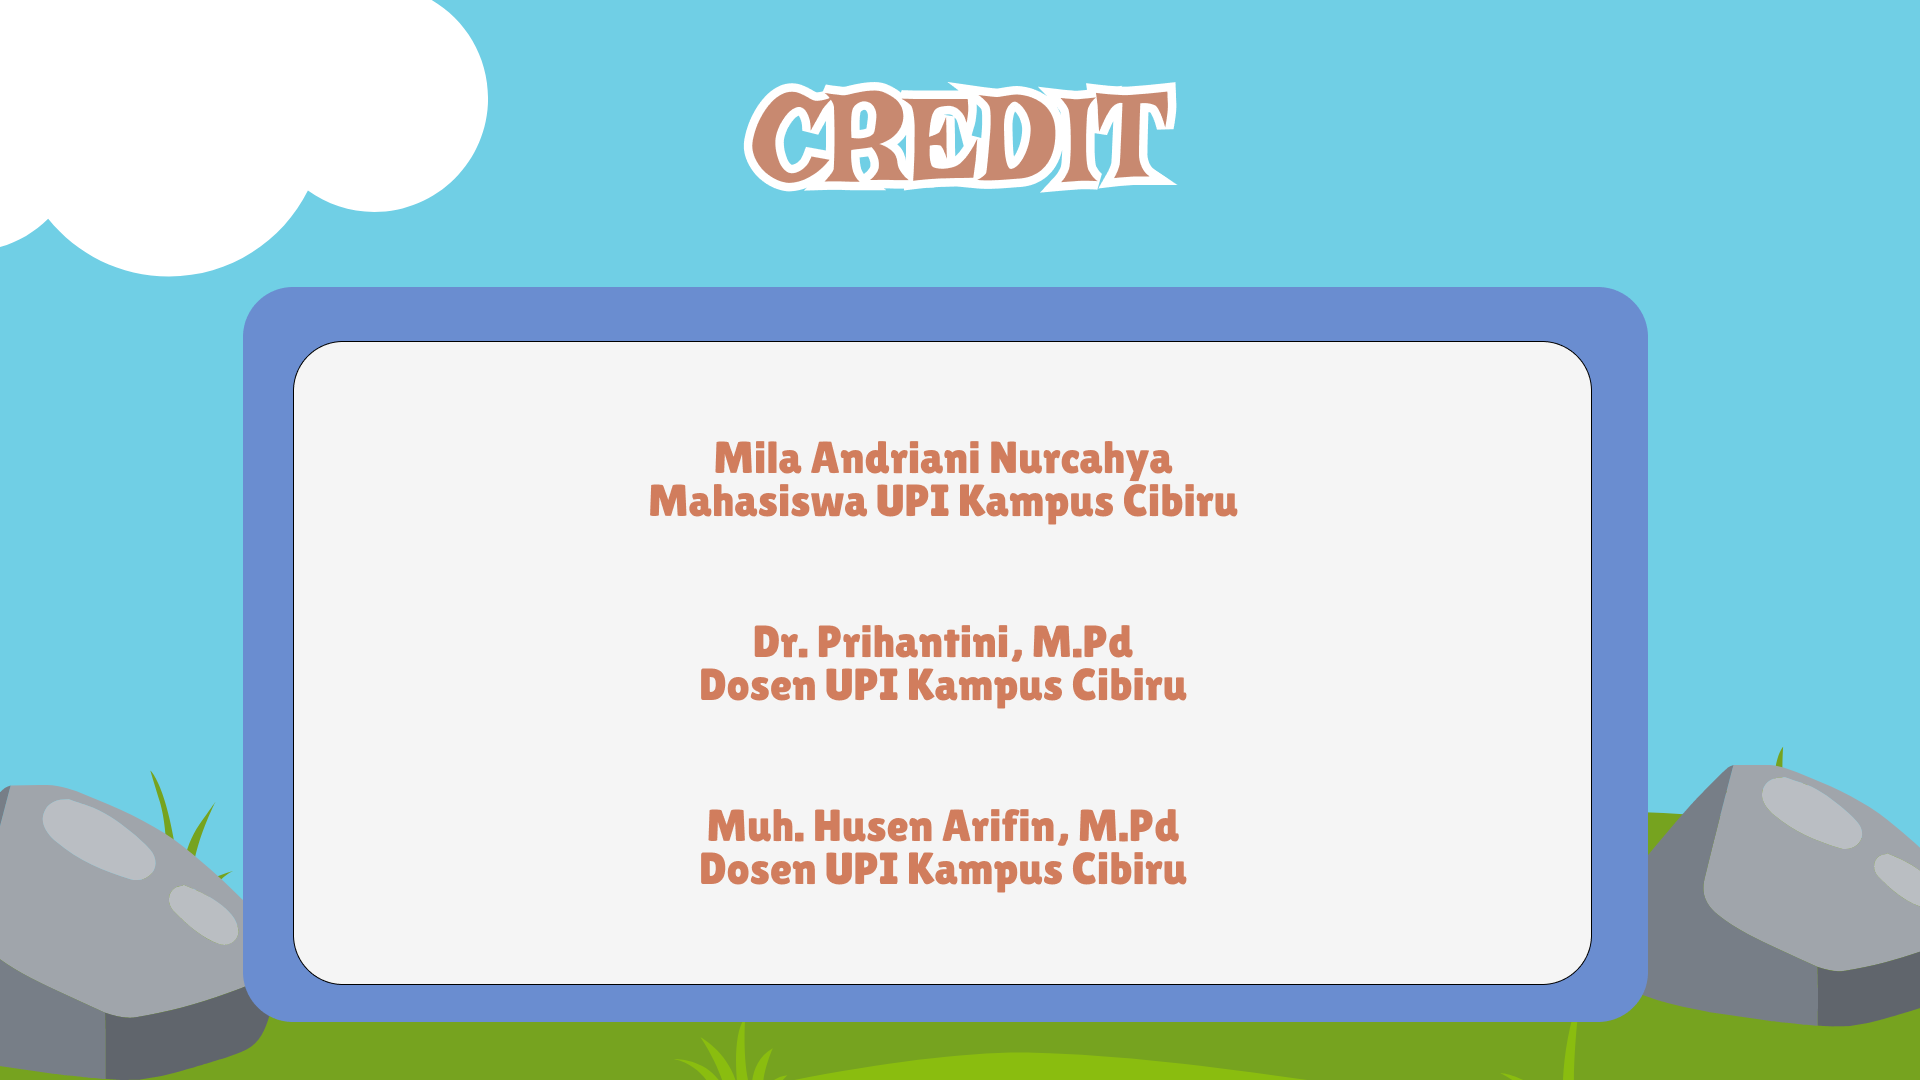 CREDIT
Mila Andriani Nurcahya
Mahasiswa UPI Kampus Cibiru
Dr. Prihantini, M.Pd
Dosen UPI Kampus Cibiru
Muh. Husen Arifin, M.Pd
Dosen UPI Kampus Cibiru